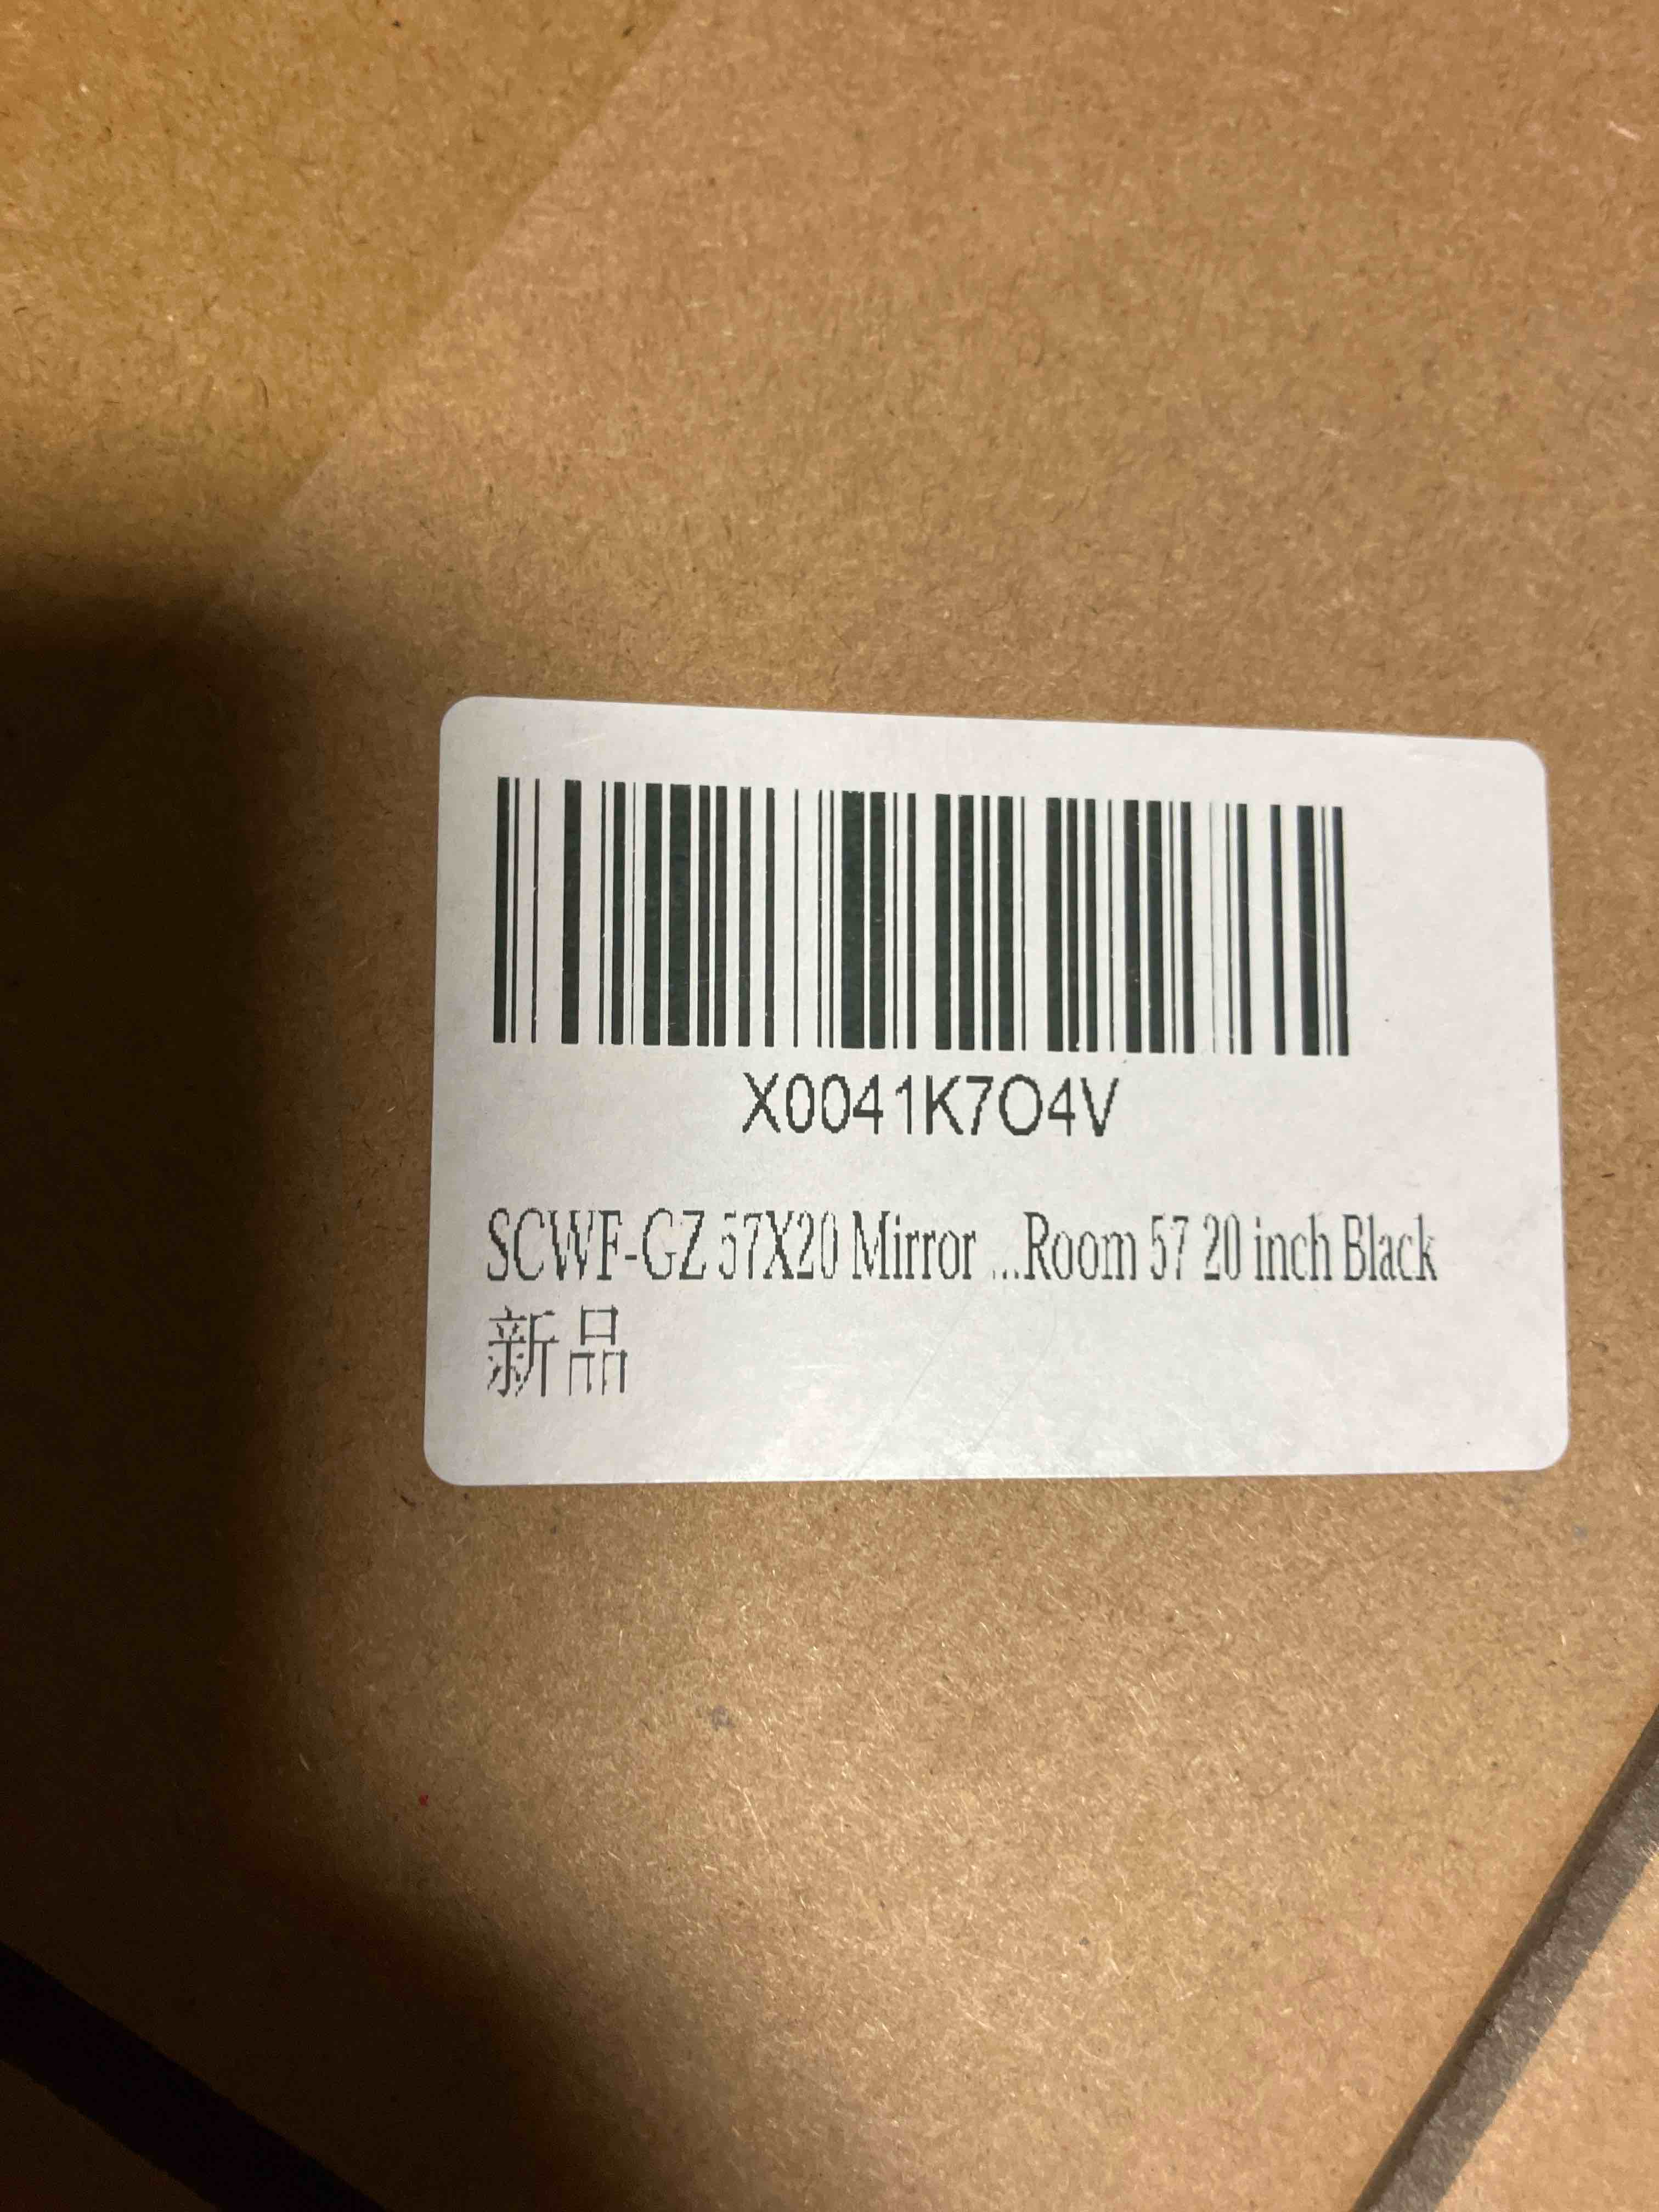 X0041K7O4V
SCWF-GZ 57X20 Mirror ...Room 57 20 inch Black
新品